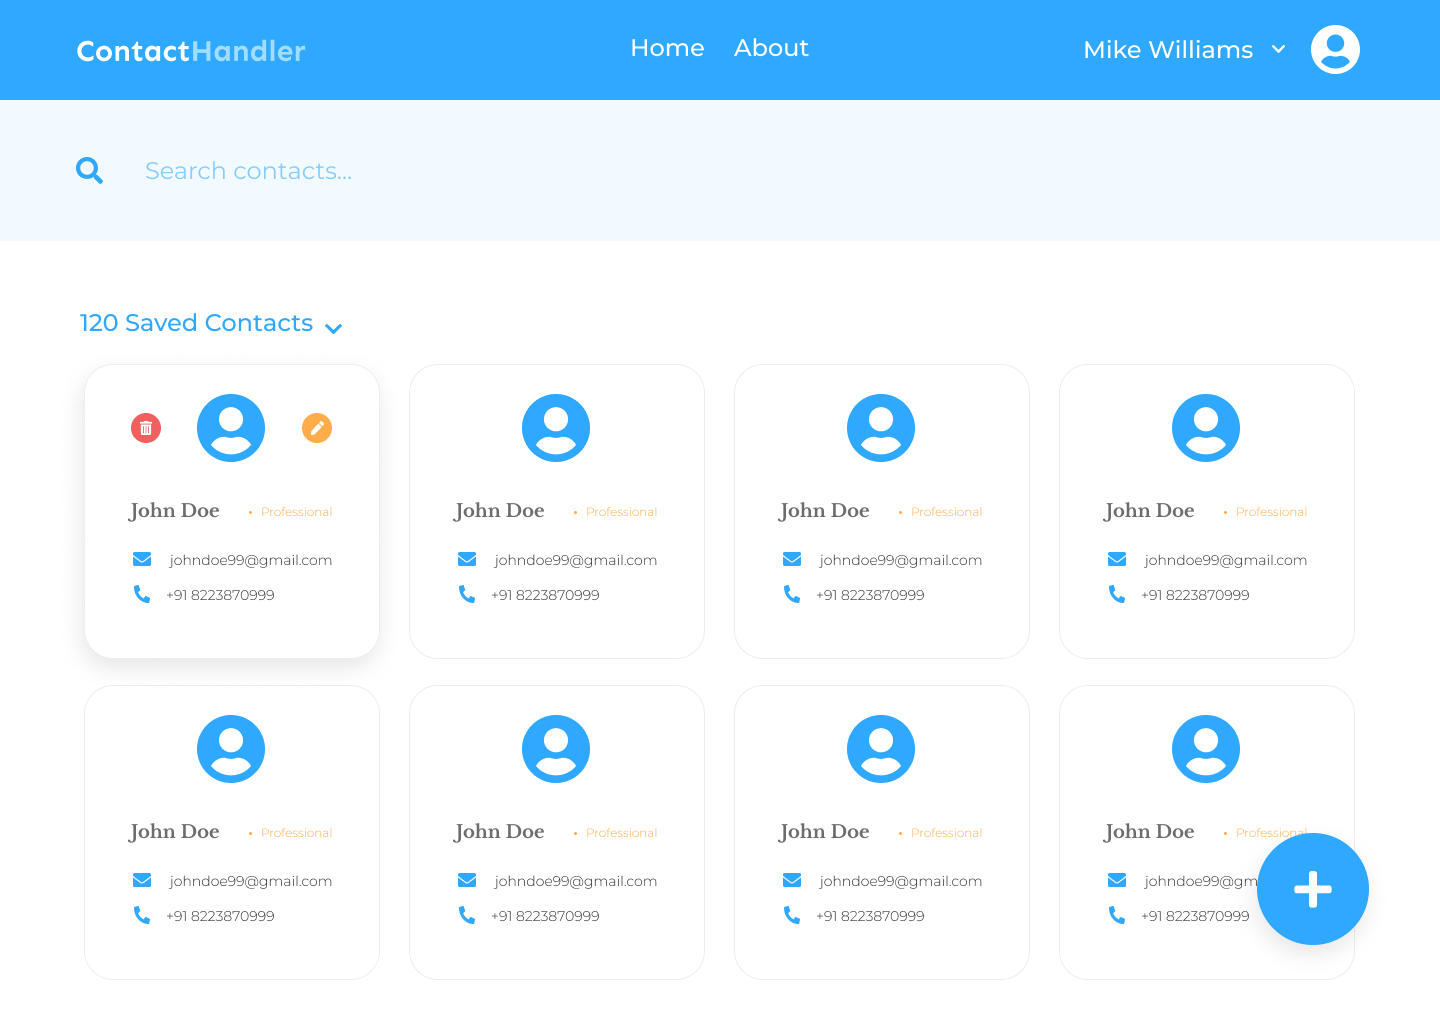 ContactHandler Home About Mike Williams
Search contacts...
120 Saved Contacts
John Doe • Professional
johndoe99@gmail.com
+91 8223870999
John Doe • Professional
johndoe99@gmail.com
+91 8223870999
John Doe • Professional
johndoe99@gmail.com
+91 8223870999
John Doe • Professional
johndoe99@gmail.com
+91 8223870999
John Doe • Professional
johndoe99@gmail.com
+91 8223870999
John Doe • Professional
johndoe99@gmail.com
+91 8223870999
John Doe • Professional
johndoe99@gmail.com
+91 8223870999
John Doe • Professional
johndoe99@gm
+91 8223870999